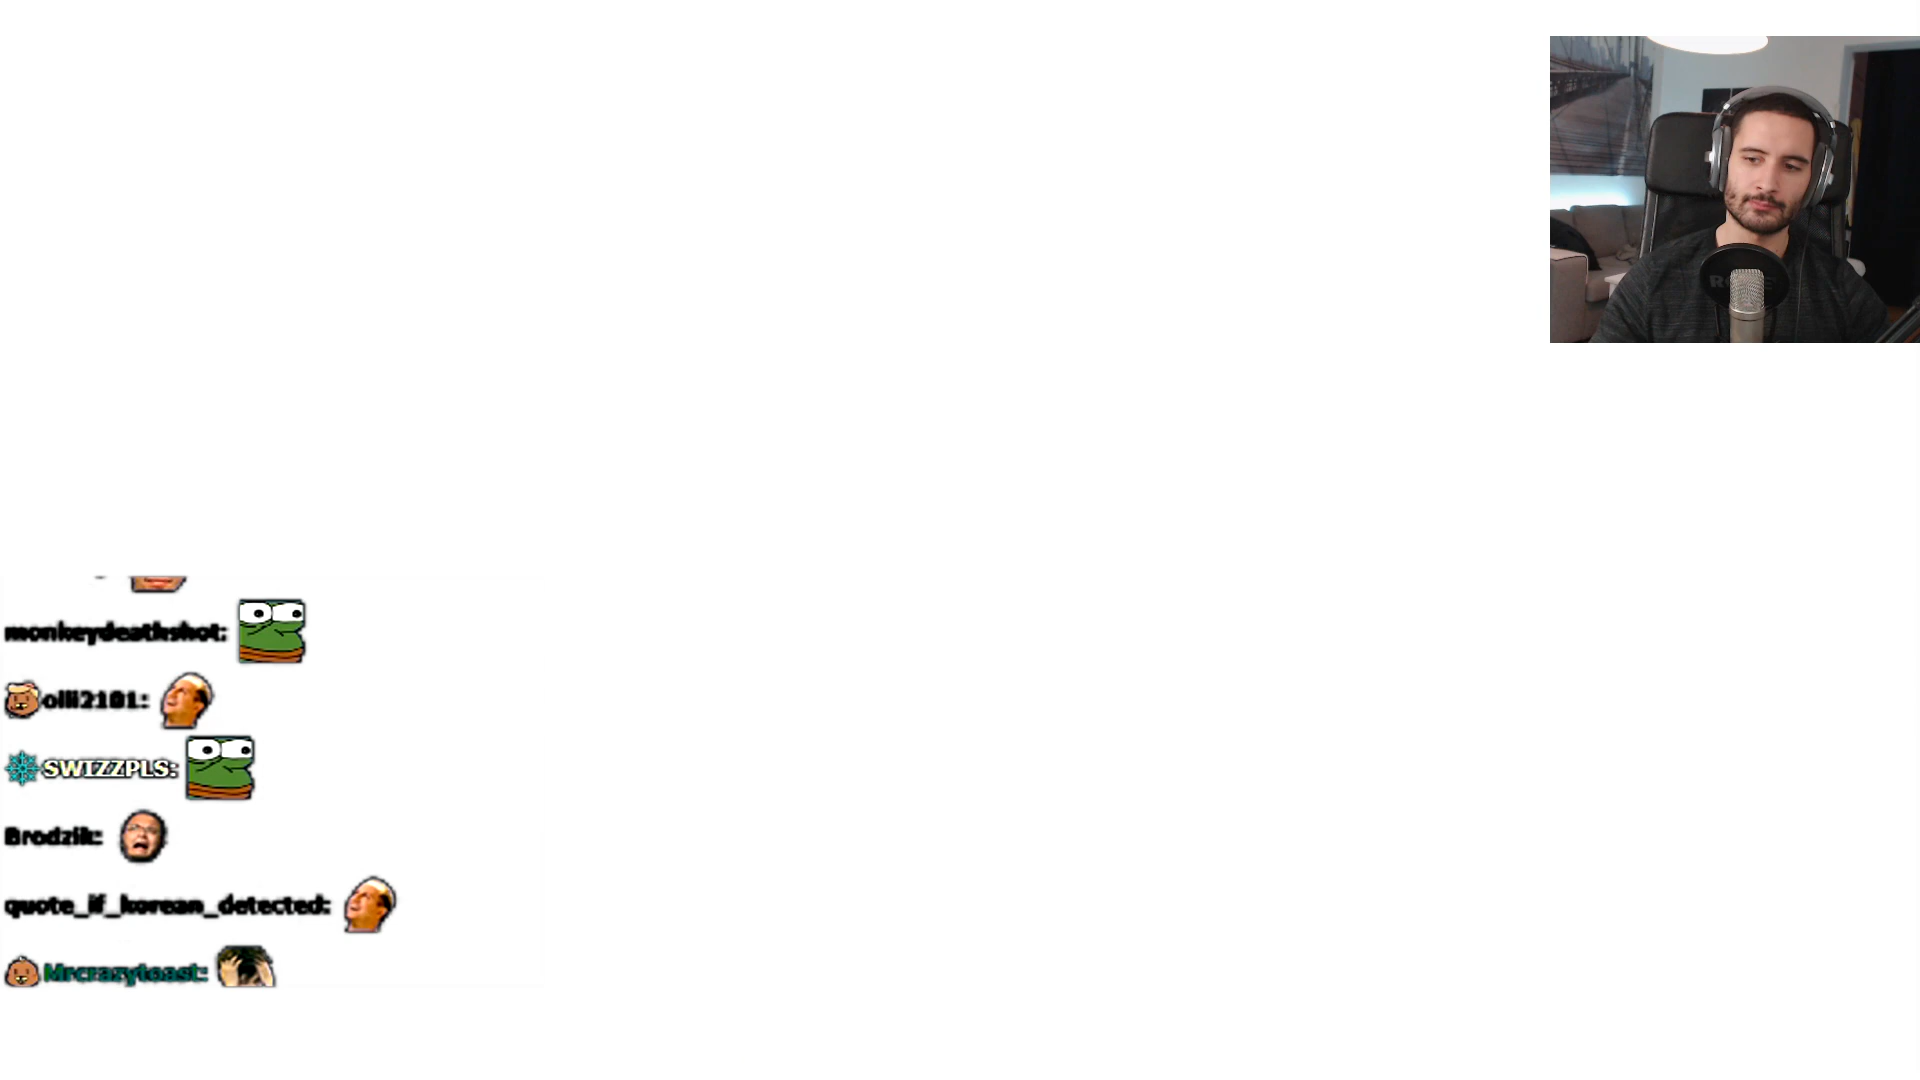 monkeydeathshot:
olli2101:
SWIZZPLS:
Brodzik:
quote_if_korean_detected:
Mrcrazytoast: